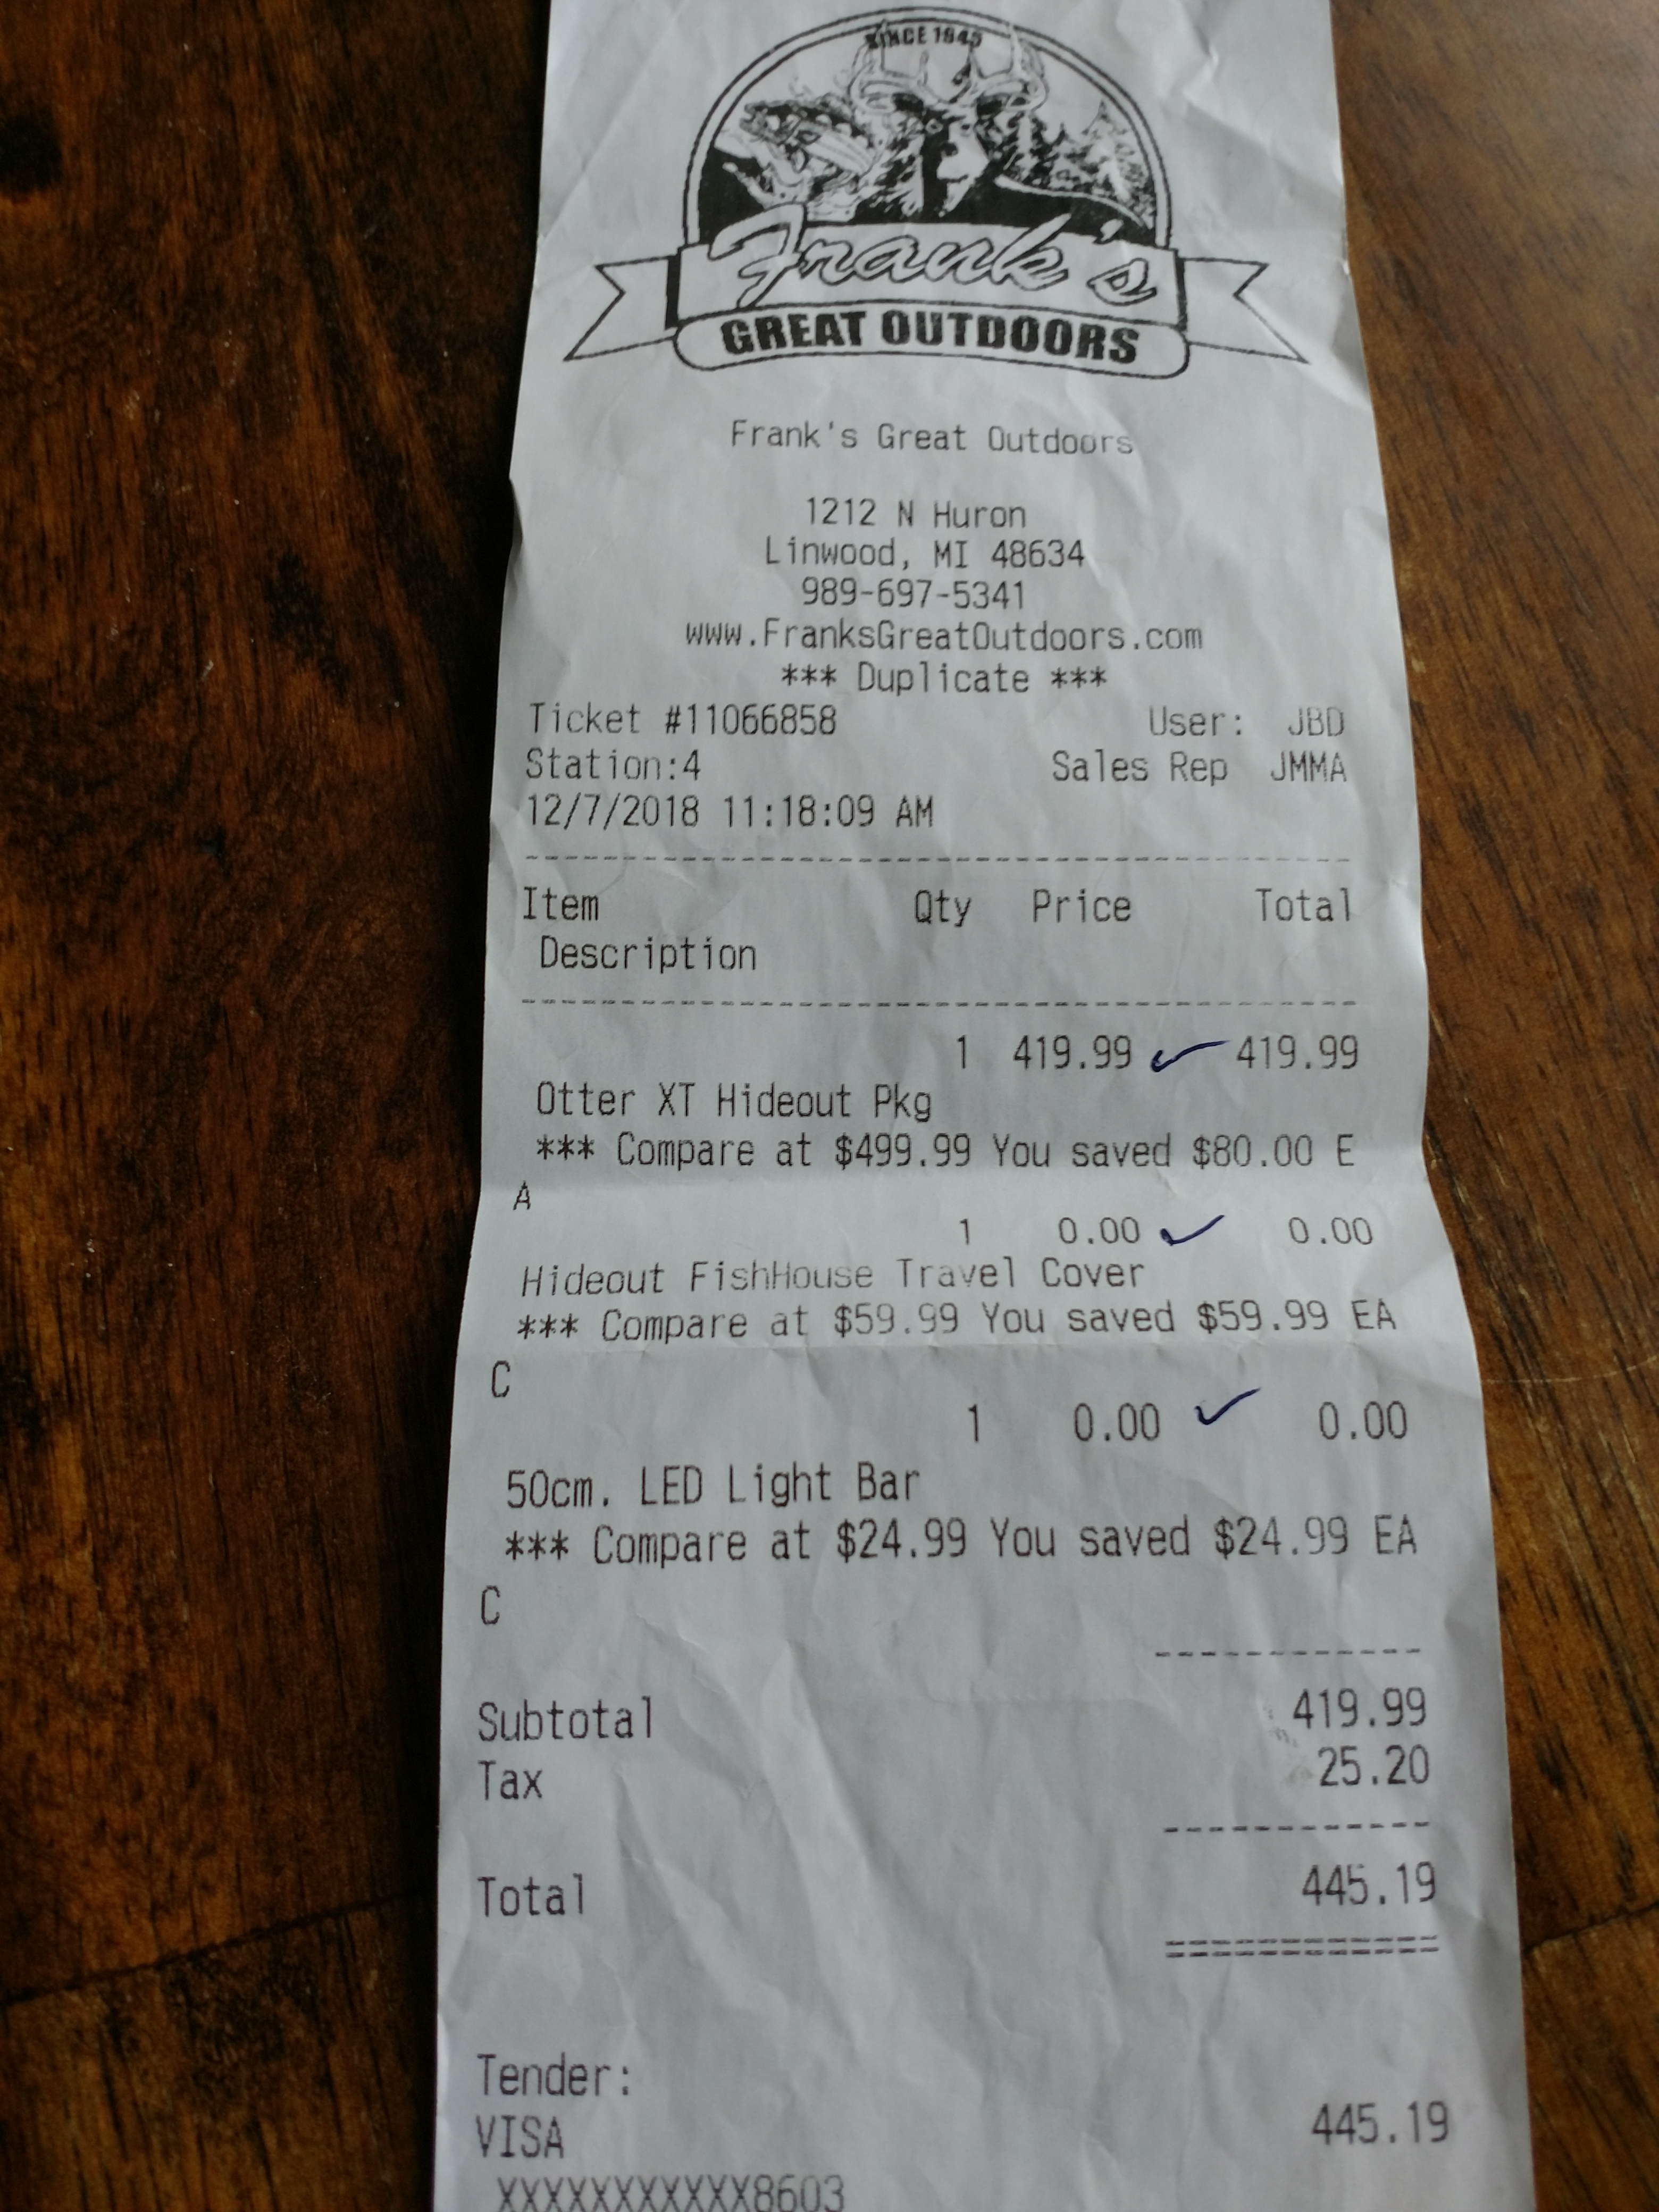 SINCE 1945
Frank's
GREAT OUTDOORS
Frank's Great Outdoors
1212 N Huron
Linwood, MI 48634
989-697-5341
www.FranksGreatOutdoors.com
*** Duplicate ***
Ticket #11066858 User: JBD
Station:4 Sales Rep JMMA
12/7/2018 11:18:09 AM
Item Qty Price Total
Description
1 419.99 419.99
Otter XT Hideout Pkg
*** Compare at $499.99 You saved $80.00 E
A
1 0.00 0.00
Hideout FishHouse Travel Cover
*** Compare at $59.99 You saved $59.99 EA
C
1 0.00 0.00
50cm. LED Light Bar
*** Compare at $24.99 You saved $24.99 EA
C
Subtotal 419.99
Tax 25.20
Total 445.19
Tender:
VISA 445.19
XXXXXXXXXXXX8603